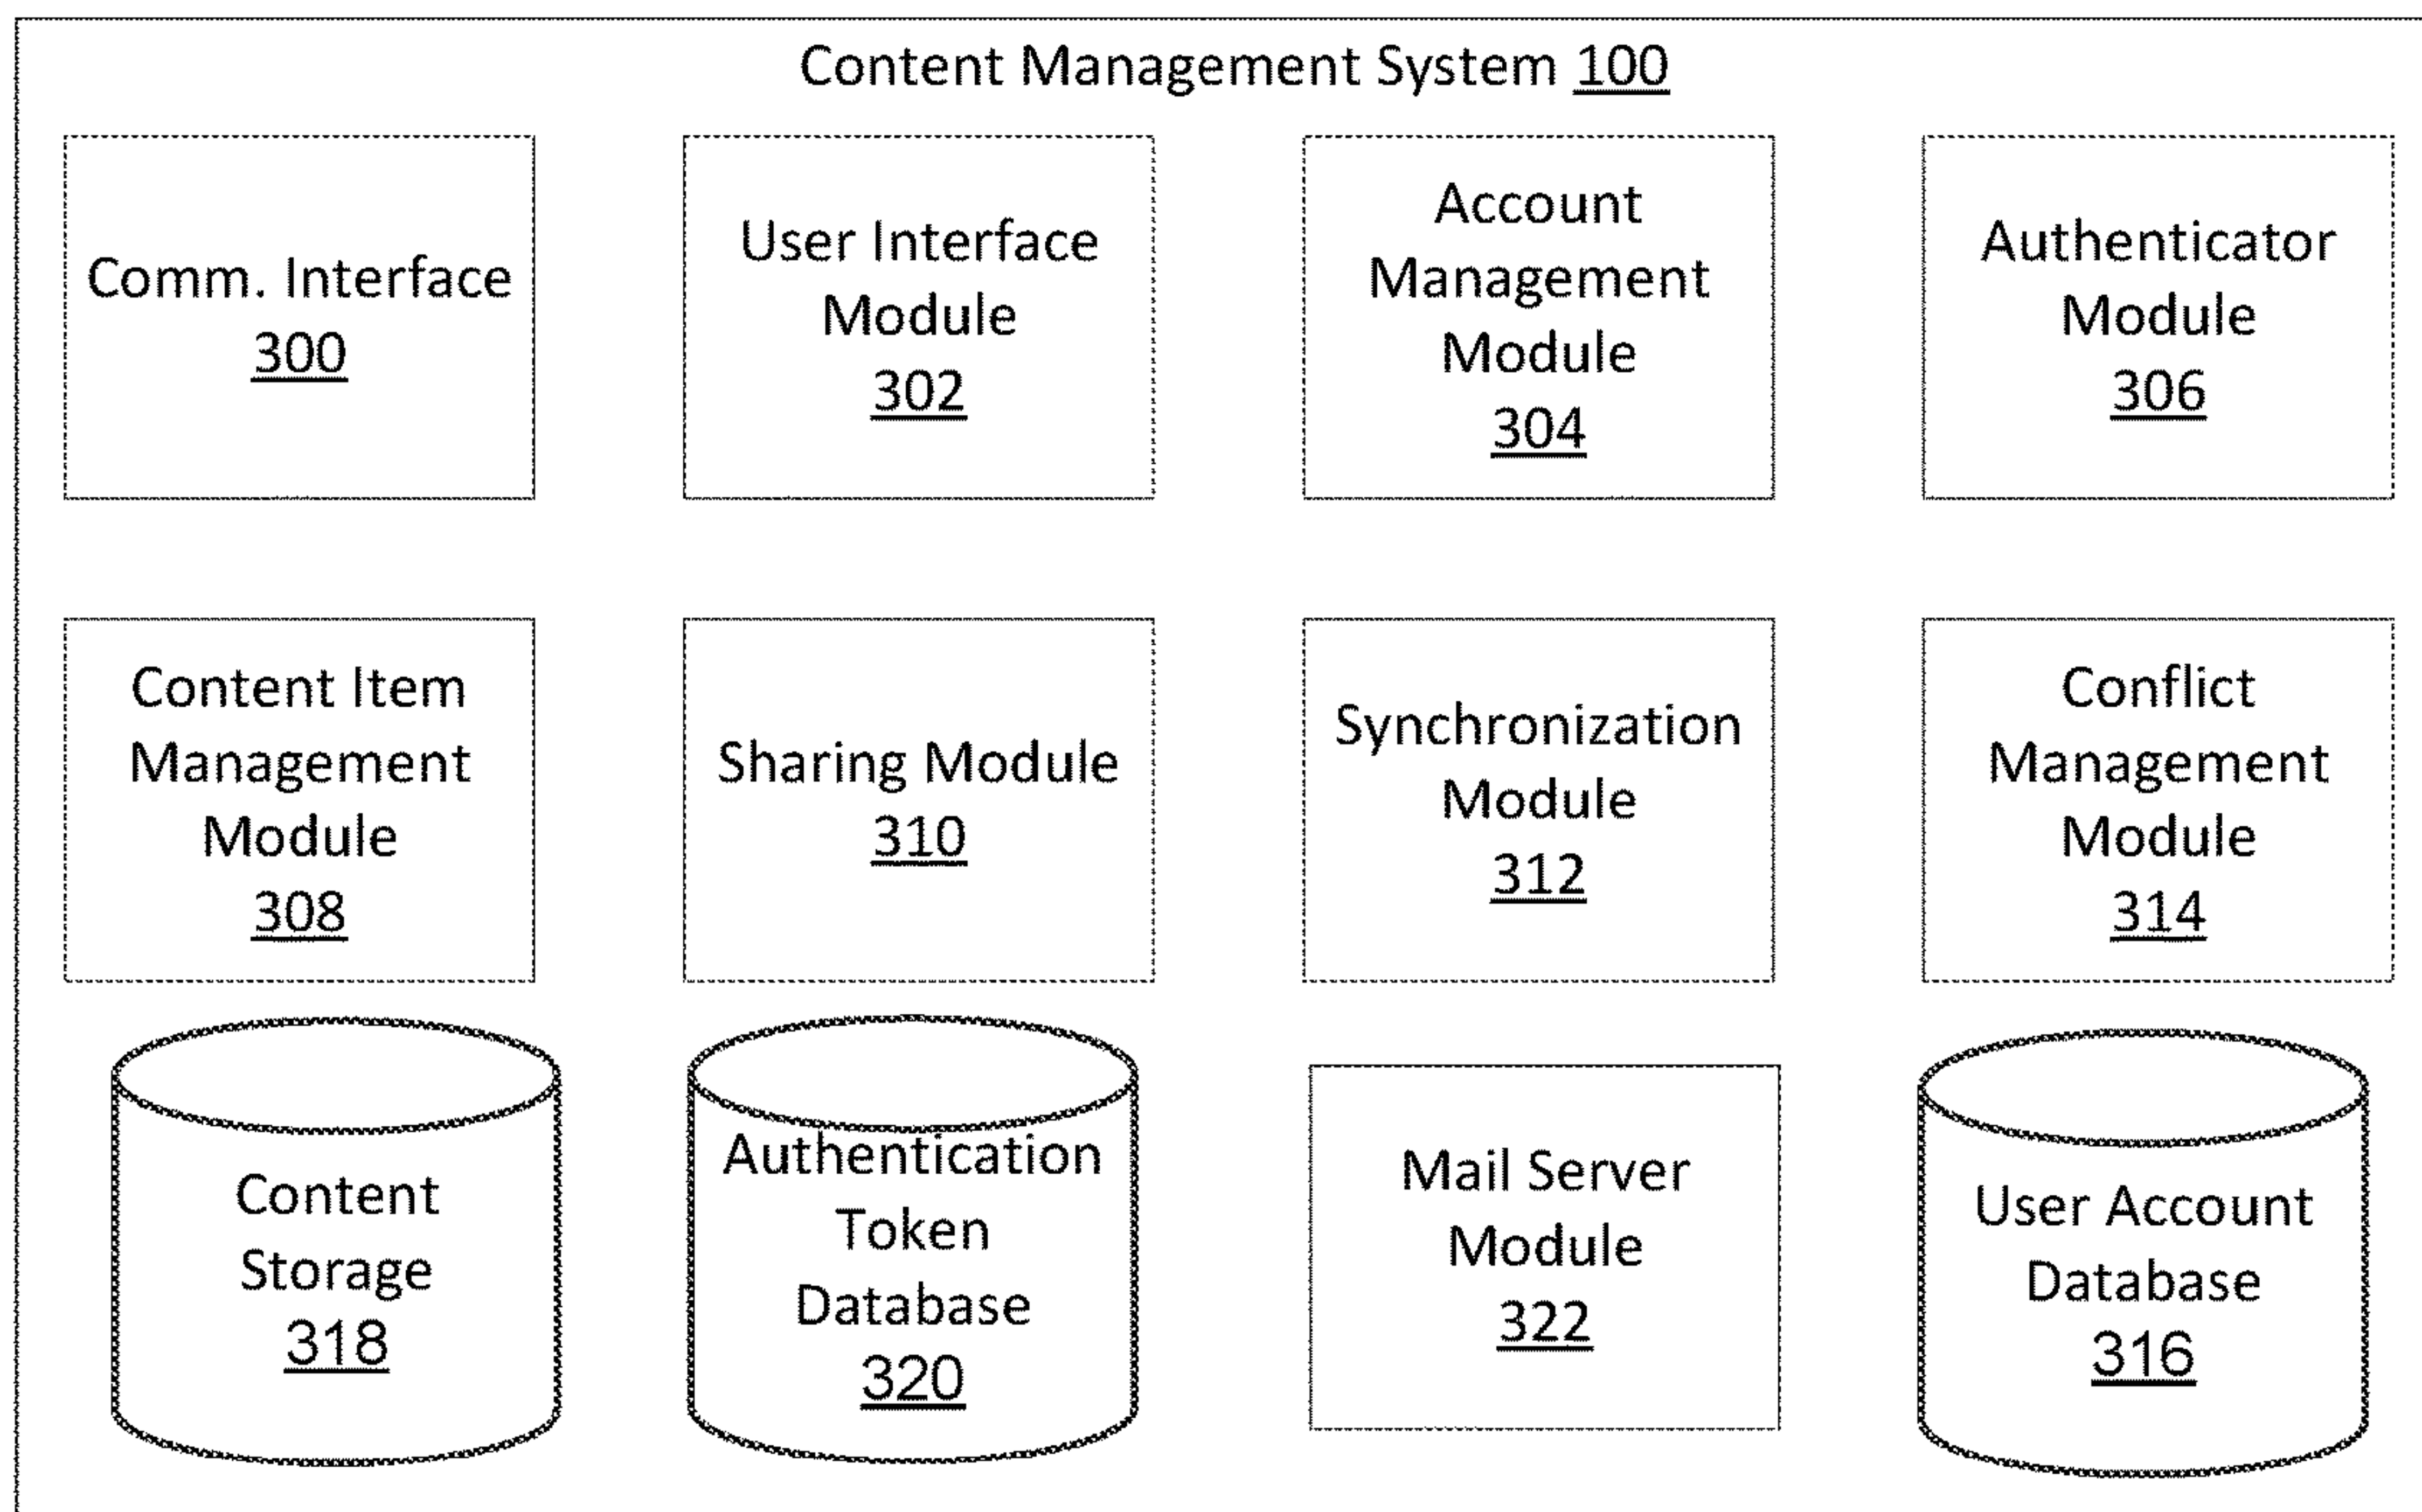 Content Management System 100
Comm. Interface
300
User Interface
Module
302
Account
Management
Module
304
Authenticator
Module
306
Content Item
Management
Module
308
Sharing Module
310
Synchronization
Module
312
Conflict
Management
Module
314
Content
Storage
318
Authentication
Token
Database
320
Mail Server
Module
322
User Account
Database
316